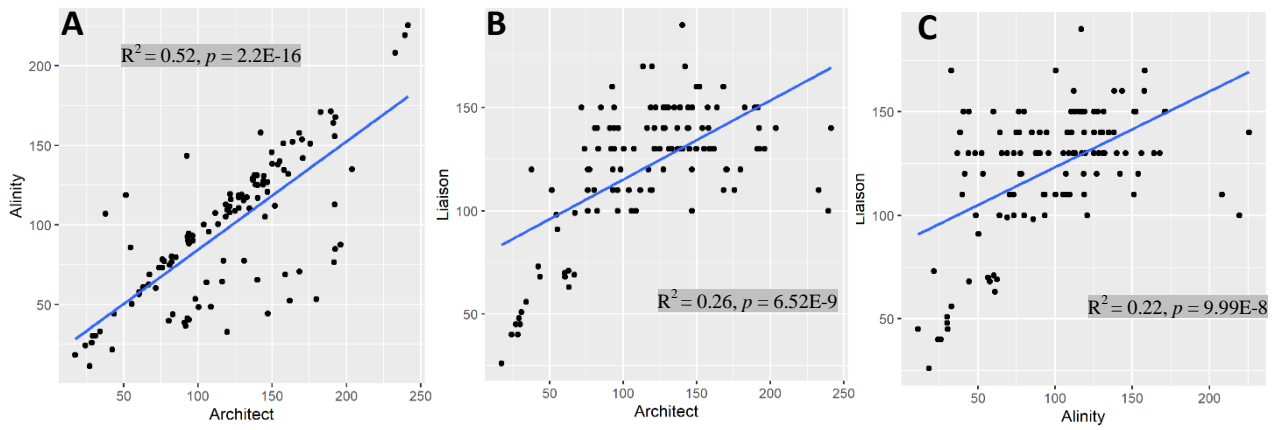 A
R² = 0.52, p = 2.2E-16
Alinity
200
150
100
50
50
100
150
200
250
Architect
B
R² = 0.26, p = 6.52E-9
Liaison
150
100
50
50
100
150
200
250
Architect
C
R² = 0.22, p = 9.99E-8
Liaison
150
100
50
50
100
150
200
Alinity